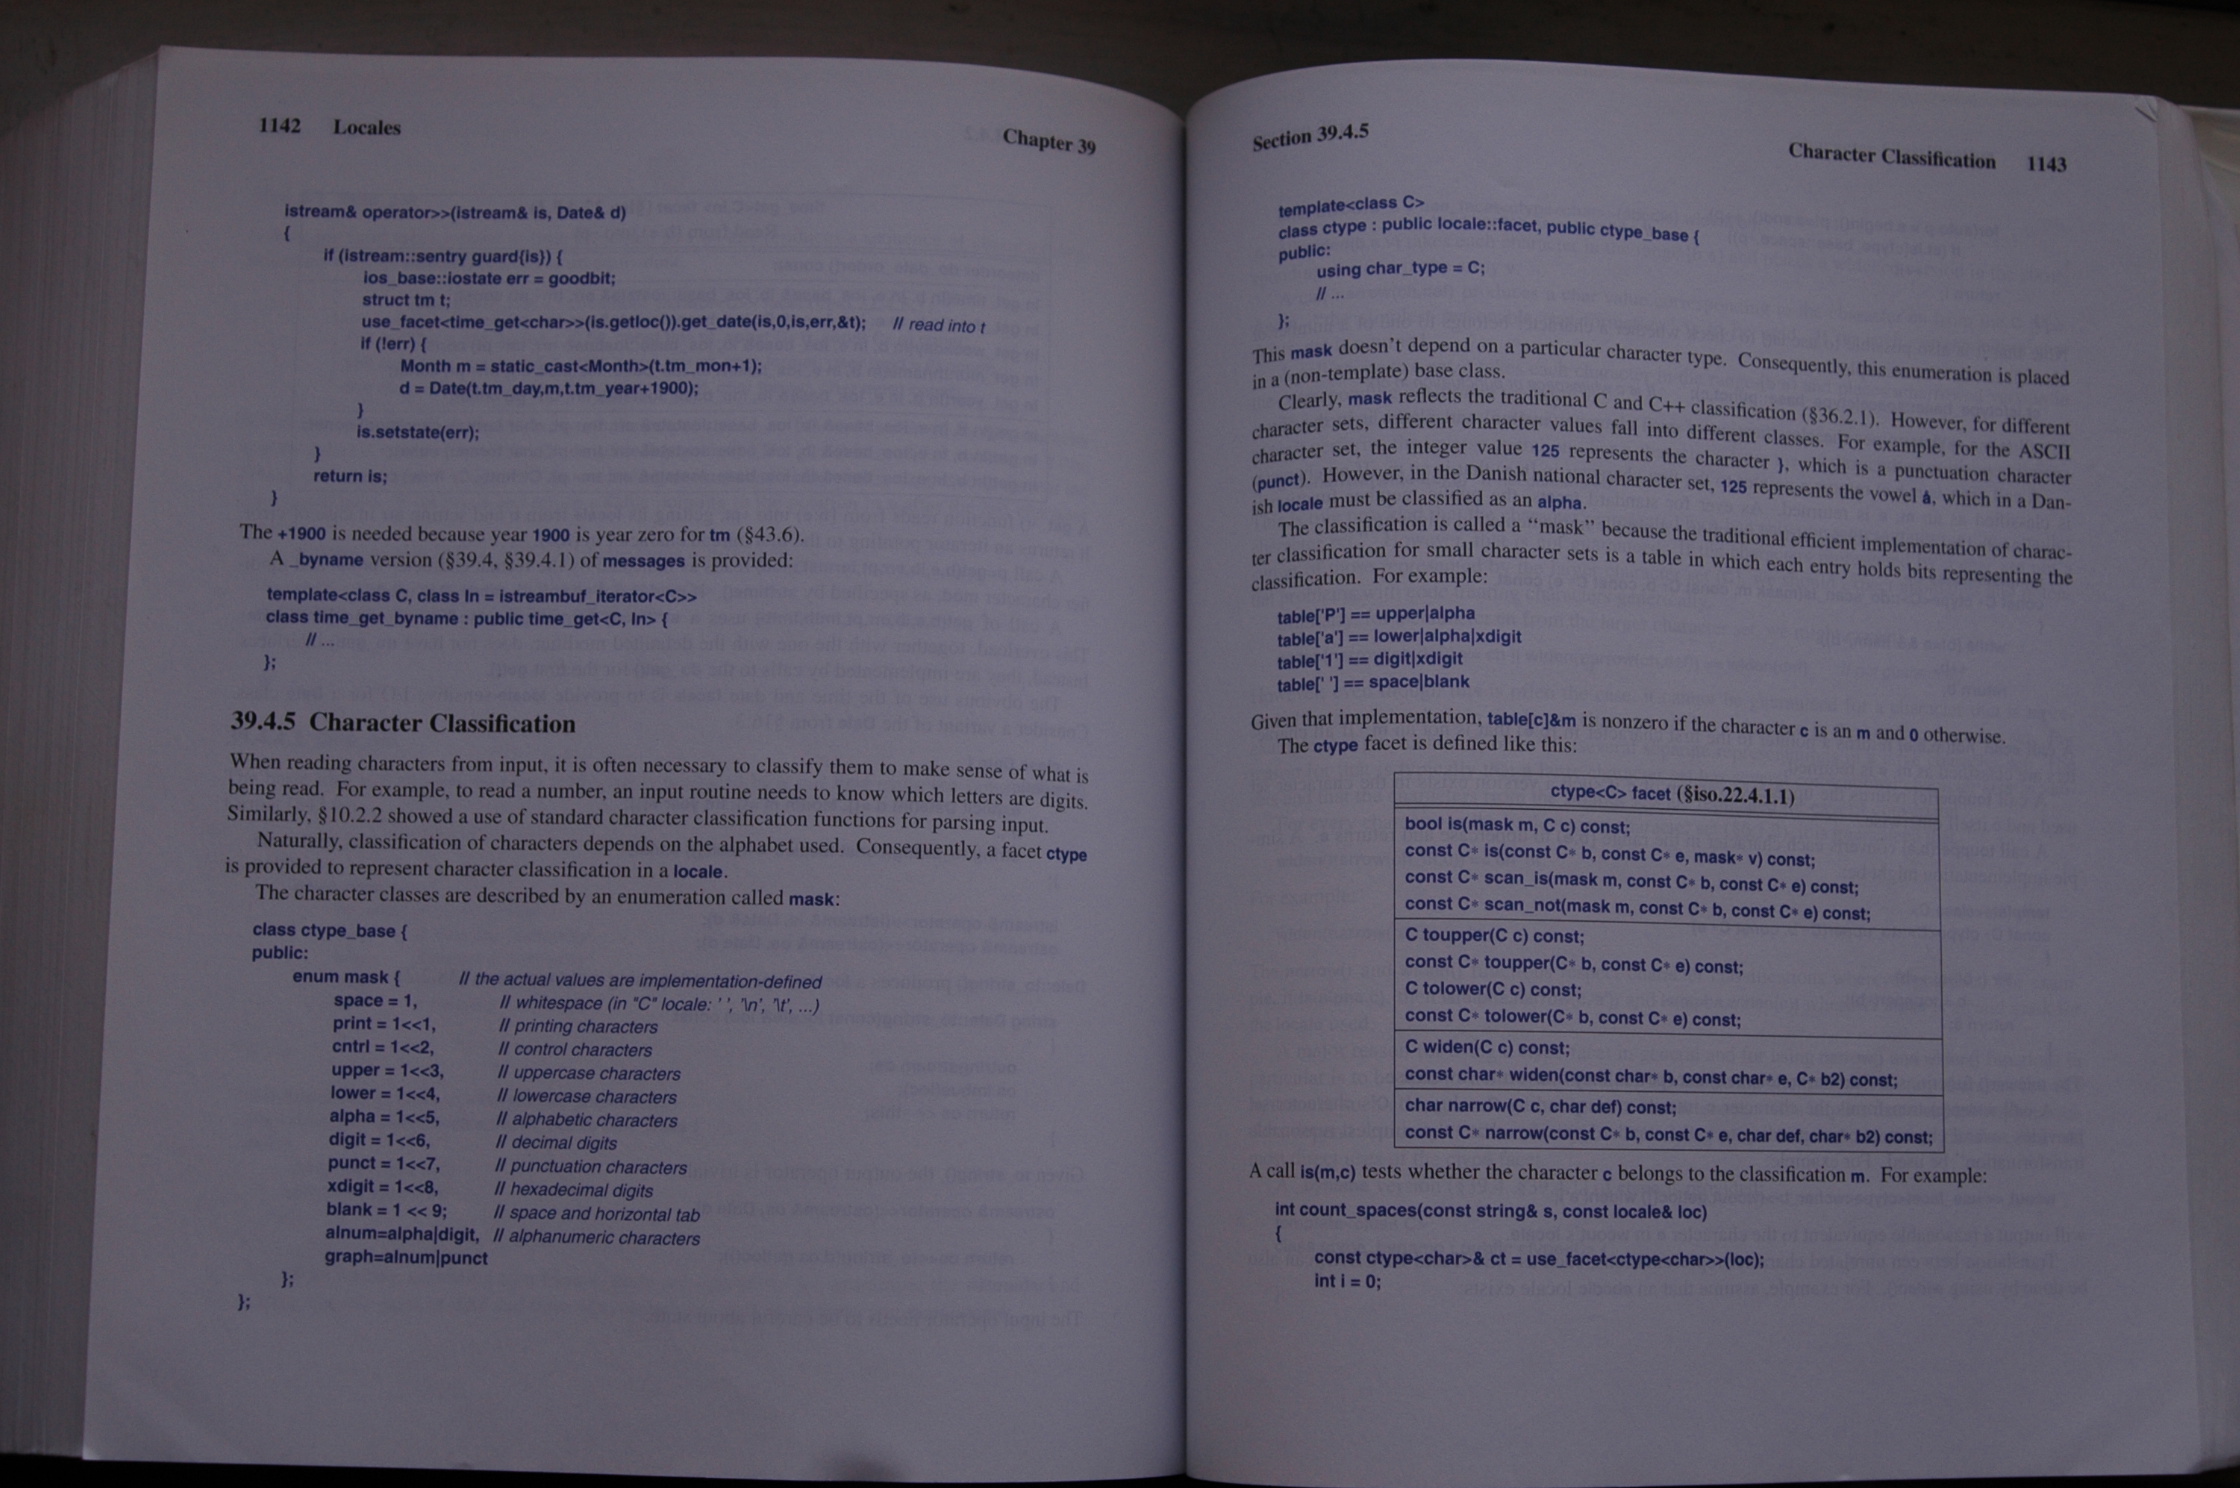 1142 Locales Chapter 39
istream& operator>>(istream& is, Date& d)
{
if (istream::sentry guard{is}) {
ios_base::iostate err = goodbit;
struct tm t;
use_facet<time_get<char>>(is.getloc()).get_date(is,0,is,err,&t); // read into t
if (!err) {
Month m = static_cast<Month>(t.tm_mon+1);
d = Date(t.tm_day,m,t.tm_year+1900);
}
is.setstate(err);
}
return is;
}
The +1900 is needed because year 1900 is year zero for tm (§43.6).
A _byname version (§39.4, §39.4.1) of messages is provided:
template<class C, class In = istreambuf_iterator<C>>
class time_get_byname : public time_get<C, In> {
// ...
};
39.4.5 Character Classification
When reading characters from input, it is often necessary to classify them to make sense of what is
being read. For example, to read a number, an input routine needs to know which letters are digits.
Similarly, §10.2.2 showed a use of standard character classification functions for parsing input.
Naturally, classification of characters depends on the alphabet used. Consequently, a facet ctype
is provided to represent character classification in a locale.
The character classes are described by an enumeration called mask:
class ctype_base {
public:
enum mask { // the actual values are implementation-defined
space = 1, // whitespace (in "C" locale: ' ', '\n', '\t', ...)
print = 1<<1, // printing characters
cntrl = 1<<2, // control characters
upper = 1<<3, // uppercase characters
lower = 1<<4, // lowercase characters
alpha = 1<<5, // alphabetic characters
digit = 1<<6, // decimal digits
punct = 1<<7, // punctuation characters
xdigit = 1<<8, // hexadecimal digits
blank = 1 << 9; // space and horizontal tab
alnum=alpha|digit, // alphanumeric characters
graph=alnum|punct
};
};
Section 39.4.5 Character Classification 1143
template<class C>
class ctype : public locale::facet, public ctype_base {
public:
using char_type = C;
// ...
};
This mask doesn't depend on a particular character type. Consequently, this enumeration is placed
in a (non-template) base class.
Clearly, mask reflects the traditional C and C++ classification (§36.2.1). However, for different
character sets, different character values fall into different classes. For example, for the ASCII
character set, the integer value 125 represents the character }, which is a punctuation character
(punct). However, in the Danish national character set, 125 represents the vowel å, which in a Dan-
ish locale must be classified as an alpha.
The classification is called a "mask" because the traditional efficient implementation of charac-
ter classification for small character sets is a table in which each entry holds bits representing the
classification. For example:
table['P'] == upper|alpha
table['a'] == lower|alpha|xdigit
table['1'] == digit|xdigit
table[' '] == space|blank
Given that implementation, table[c]&m is nonzero if the character c is an m and 0 otherwise.
The ctype facet is defined like this:
ctype<C> facet (§iso.22.4.1.1)
bool is(mask m, C c) const;
const C* is(const C* b, const C* e, mask* v) const;
const C* scan_is(mask m, const C* b, const C* e) const;
const C* scan_not(mask m, const C* b, const C* e) const;
C toupper(C c) const;
const C* toupper(C* b, const C* e) const;
C tolower(C c) const;
const C* tolower(C* b, const C* e) const;
C widen(C c) const;
const char* widen(const char* b, const char* e, C* b2) const;
char narrow(C c, char def) const;
const C* narrow(const C* b, const C* e, char def, char* b2) const;
A call is(m,c) tests whether the character c belongs to the classification m. For example:
int count_spaces(const string& s, const locale& loc)
{
const ctype<char>& ct = use_facet<ctype<char>>(loc);
int i = 0;